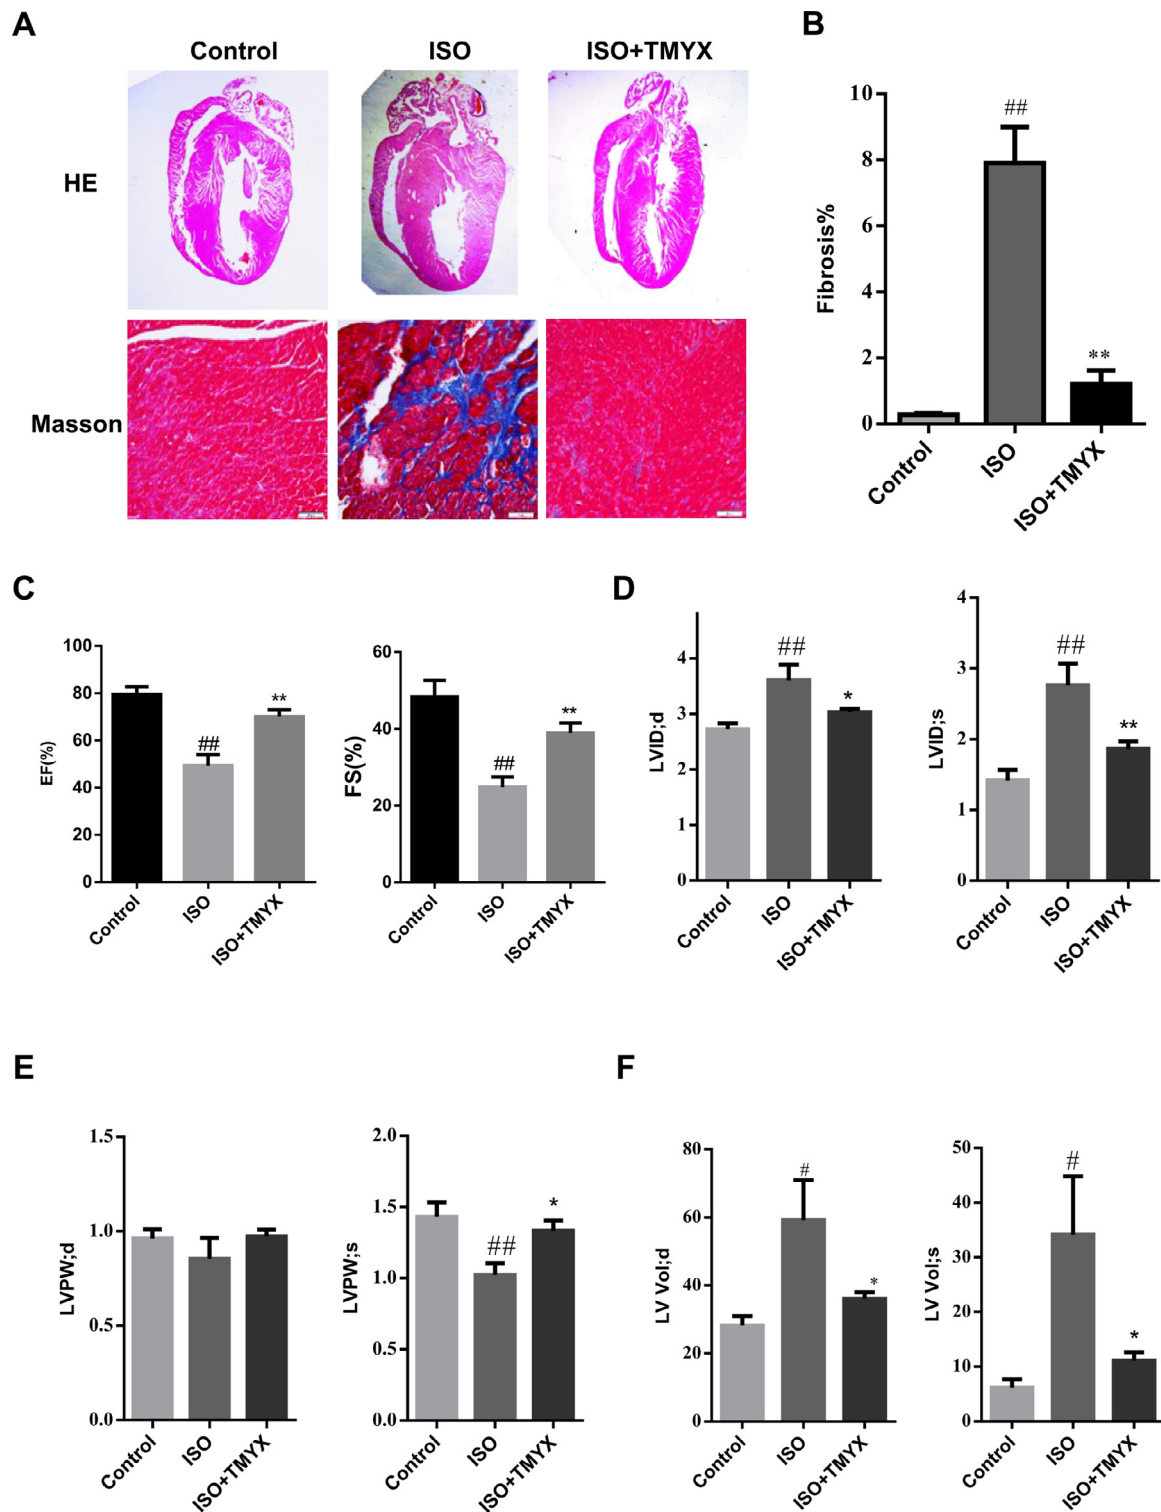 A
Control ISO ISO+TMYX
HE
Masson
B
Fibrosis%
10
8
6
4
2
0
##
**
Control ISO ISO+TMYX
C
EF(%)
100
80
60
40
20
0
##
**
Control ISO ISO+TMYX
FS(%)
60
40
20
0
##
**
Control ISO ISO+TMYX
D
LVID;d
4
3
2
1
0
##
*
Control ISO ISO+TMYX
LVID;s
4
3
2
1
0
##
**
Control ISO ISO+TMYX
E
LVPW;d
1.5
1.0
0.5
0.0
Control ISO ISO+TMYX
LVPW;s
2.0
1.5
1.0
0.5
0.0
##
*
Control ISO ISO+TMYX
F
LV Vol;d
80
60
40
20
0
#
*
Control ISO ISO+TMYX
LV Vol;s
50
40
30
20
10
0
#
*
Control ISO ISO+TMYX